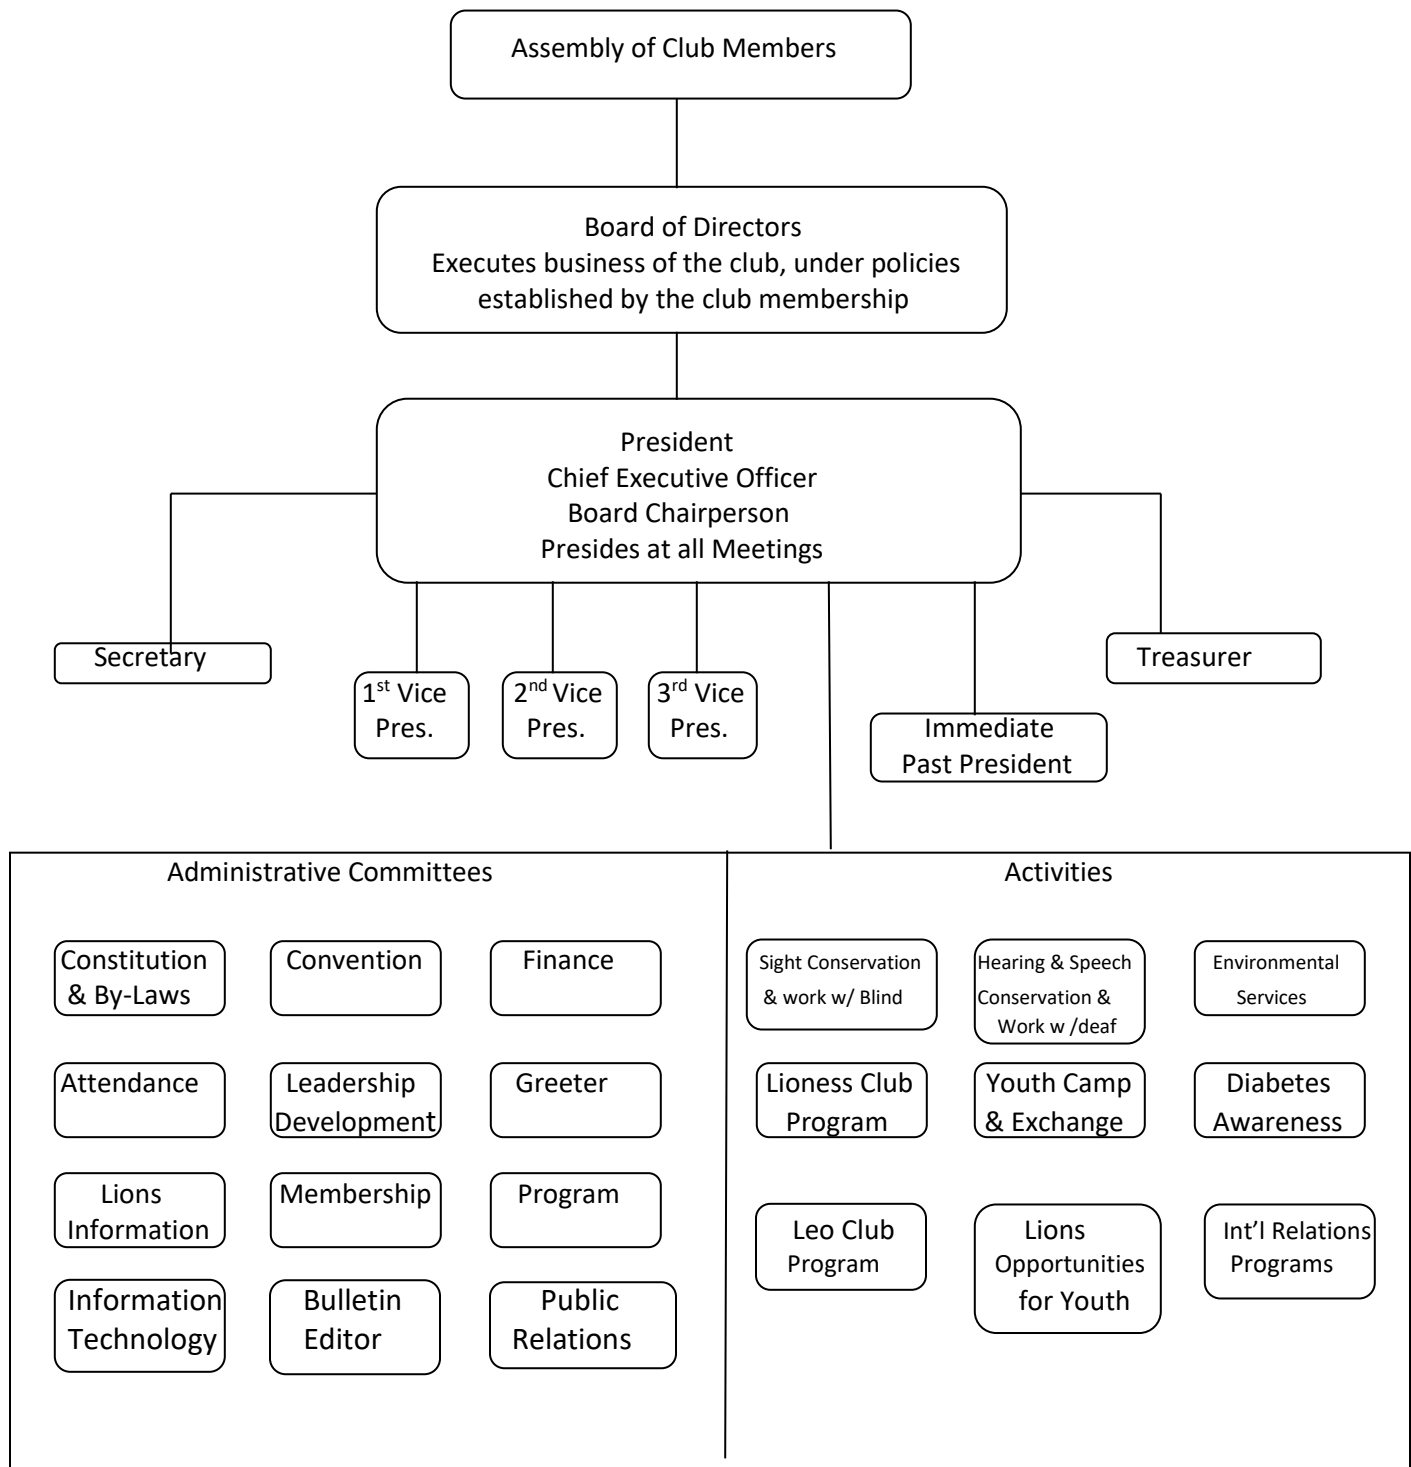 Assembly of Club Members
Board of Directors
Executes business of the club, under policies
established by the club membership
President
Chief Executive Officer
Board Chairperson
Presides at all Meetings
Secretary
1st Vice
Pres.
2nd Vice
Pres.
3rd Vice
Pres.
Immediate
Past President
Treasurer
Administrative Committees
Constitution
& By-Laws
Convention
Finance
Attendance
Leadership
Development
Greeter
Lions
Information
Membership
Program
Information
Technology
Bulletin
Editor
Public
Relations
Activities
Sight Conservation
& work w/ Blind
Hearing & Speech
Conservation &
Work w /deaf
Environmental
Services
Lioness Club
Program
Youth Camp
& Exchange
Diabetes
Awareness
Leo Club
Program
Lions
Opportunities
for Youth
Int’l Relations
Programs